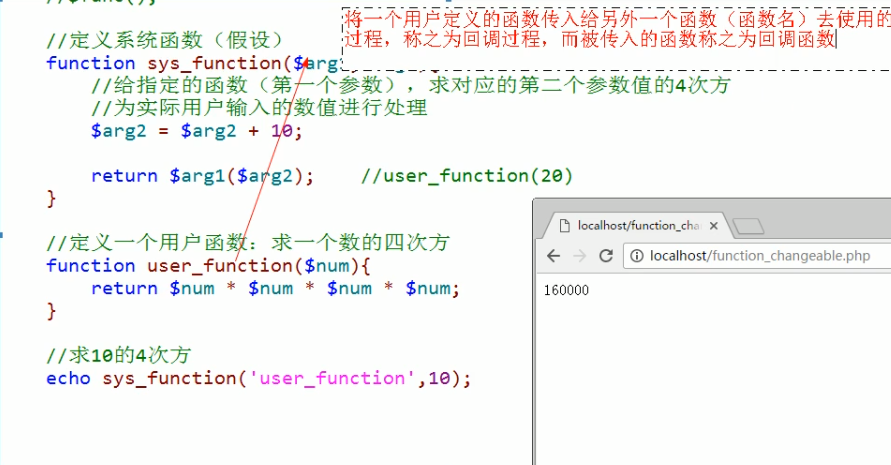 //$func();
将一个用户定义的函数传入给另外一个函数（函数名）去使用的
过程，称之为回调过程，而被传入的函数称之为回调函数
//定义系统函数（假设）
function sys_function($arg
//给指定的函数（第一个参数），求对应的第二个参数值的4次方
//为实际用户输入的数值进行处理
$arg2 = $arg2 + 10;
return $arg1($arg2);    //user_function(20)
}
//定义一个用户函数：求一个数的四次方
function user_function($num){
return $num * $num * $num * $num;
}
//求10的4次方
echo sys_function('user_function',10);
localhost/function_cha
localhost/function_changeable.php
160000